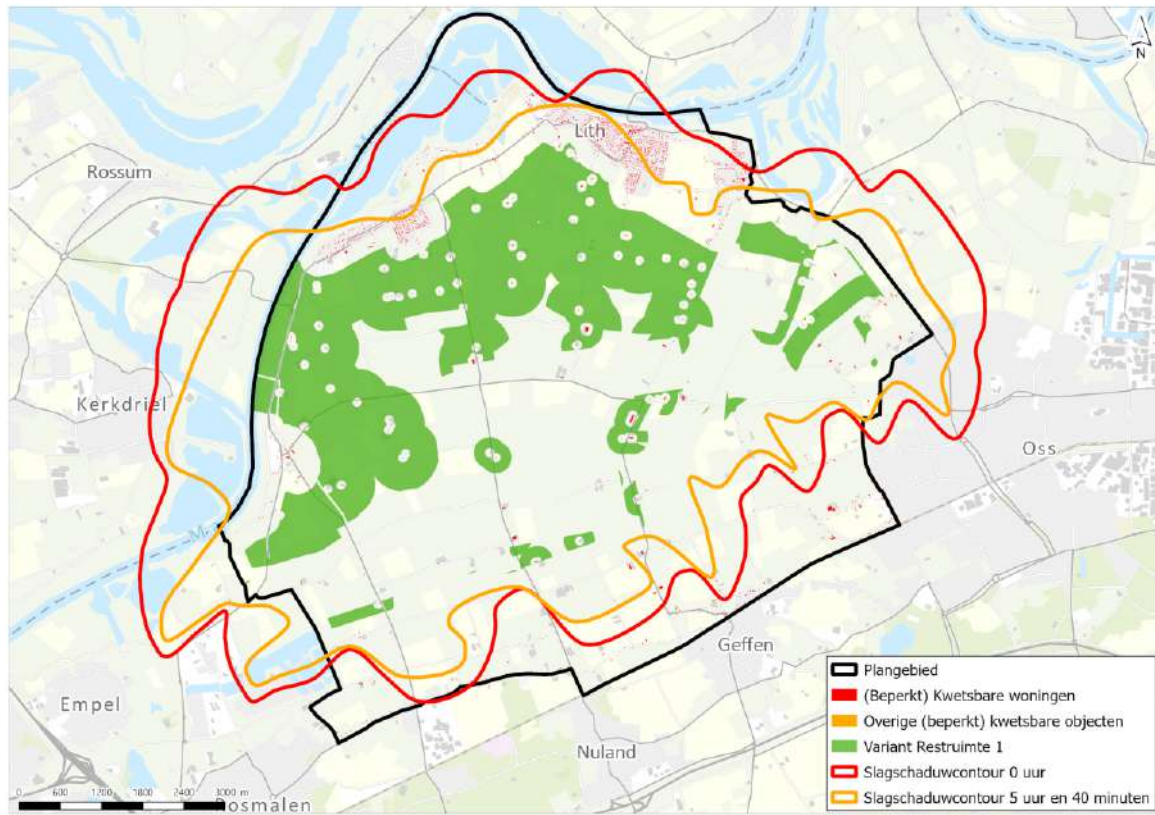 N
Lith
Rossum
Kerkdriel
Oss
M
Geffen
Empel
Nuland
Rosmalen
Plangebied
(Beperkt) Kwetsbare woningen
Overige (beperkt) kwetsbare objecten
Variant Restruimte 1
Slagschaduwcontour 0 uur
Slagschaduwcontour 5 uur en 40 minuten
0 600 1200 1800 2400 3000 m